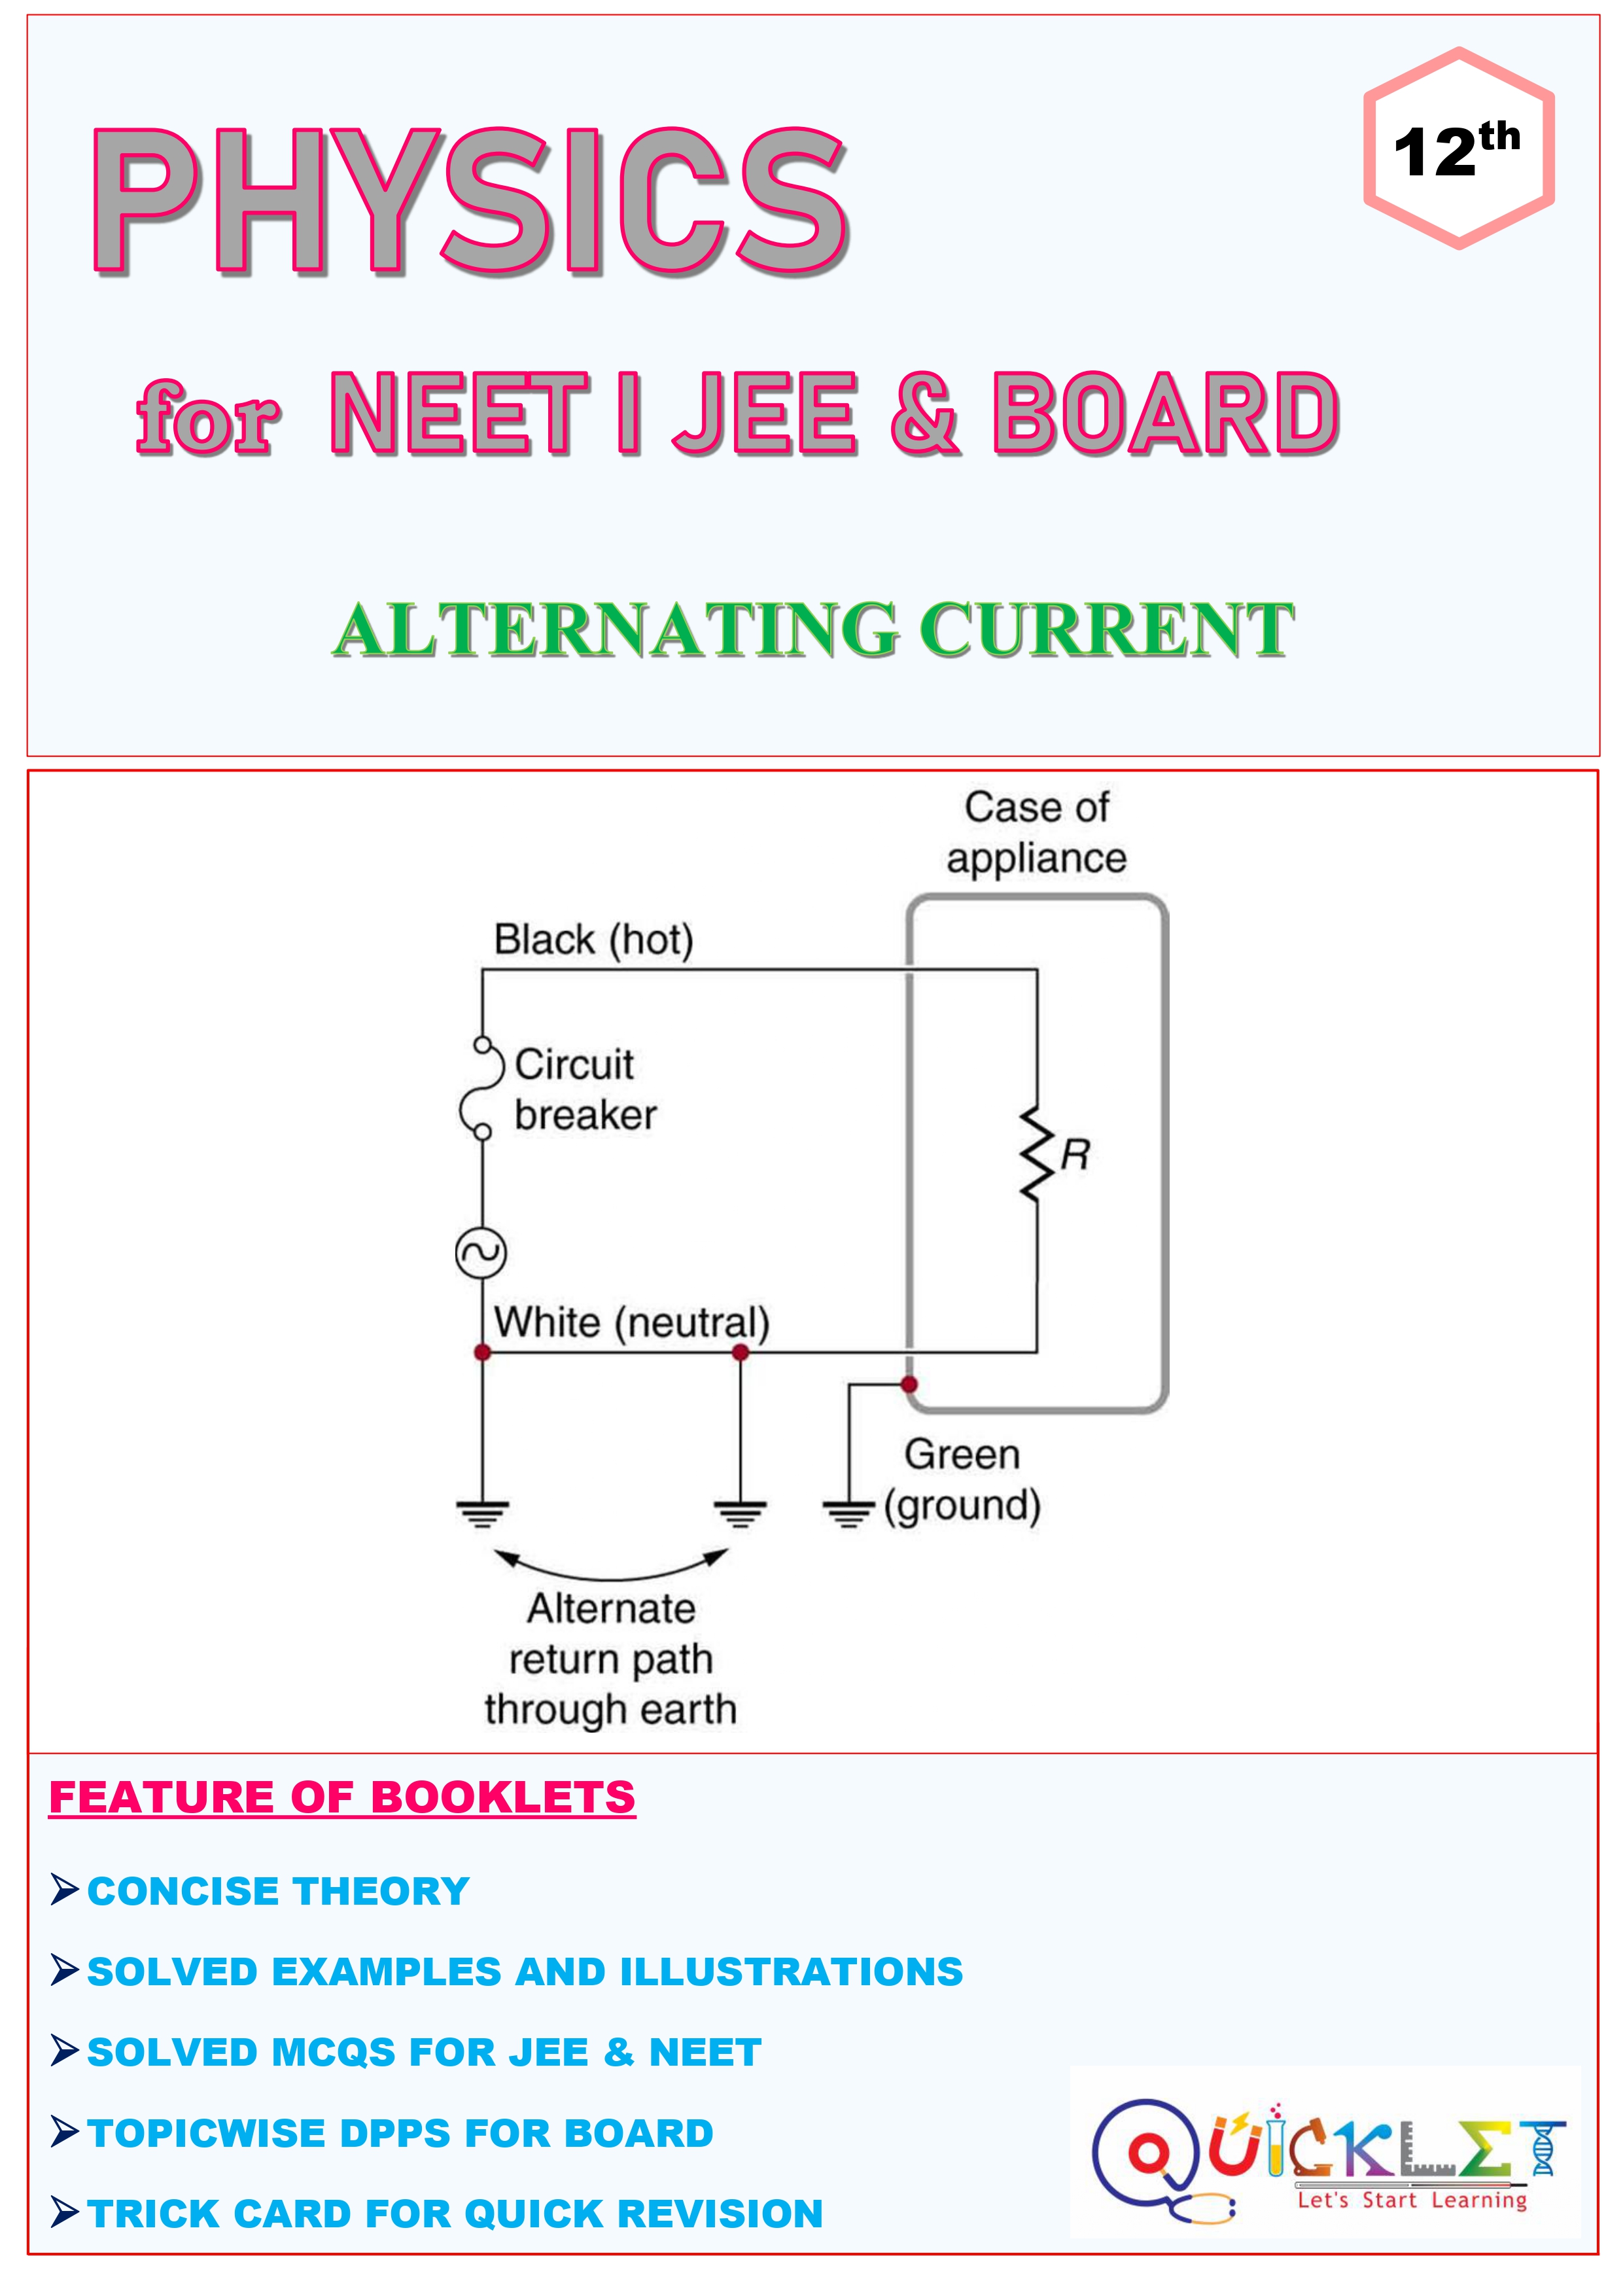 12th
PHYSICS
for NEET I JEE & BOARD
ALTERNATING CURRENT
Case of
appliance
Black (hot)
Circuit
breaker
R
White (neutral)
Green
(ground)
Alternate
return path
through earth
FEATURE OF BOOKLETS
CONCISE THEORY
SOLVED EXAMPLES AND ILLUSTRATIONS
SOLVED MCQS FOR JEE & NEET
TOPICWISE DPPS FOR BOARD
TRICK CARD FOR QUICK REVISION
QUICKLET
Let's Start Learning